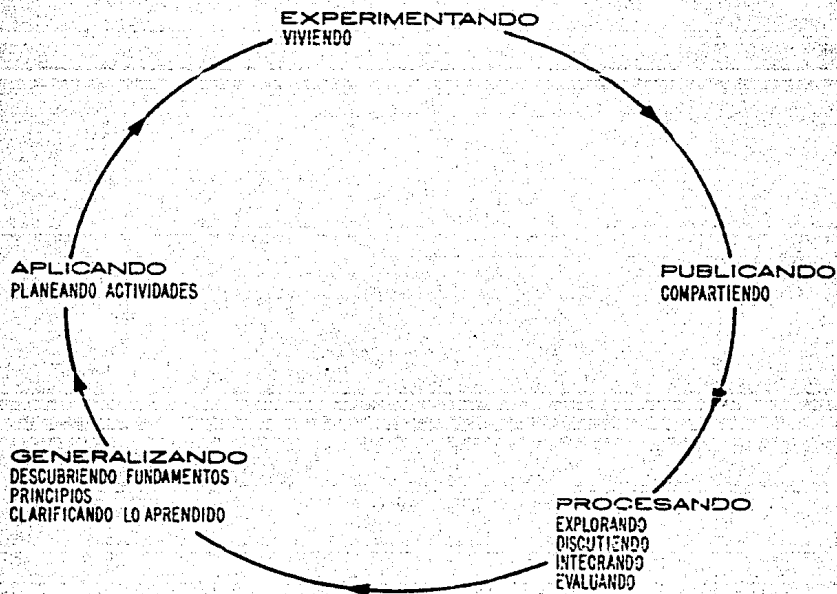 EXPERIMENTANDO
VIVIENDO
PUBLICANDO
COMPARTIENDO
PROCESANDO
EXPLORANDO
DISCUTIENDO
INTEGRANDO
EVALUANDO
GENERALIZANDO
DESCUBRIENDO FUNDAMENTOS
PRINCIPIOS
CLARIFICANDO LO APRENDIDO
APLICANDO
PLANEANDO ACTIVIDADES